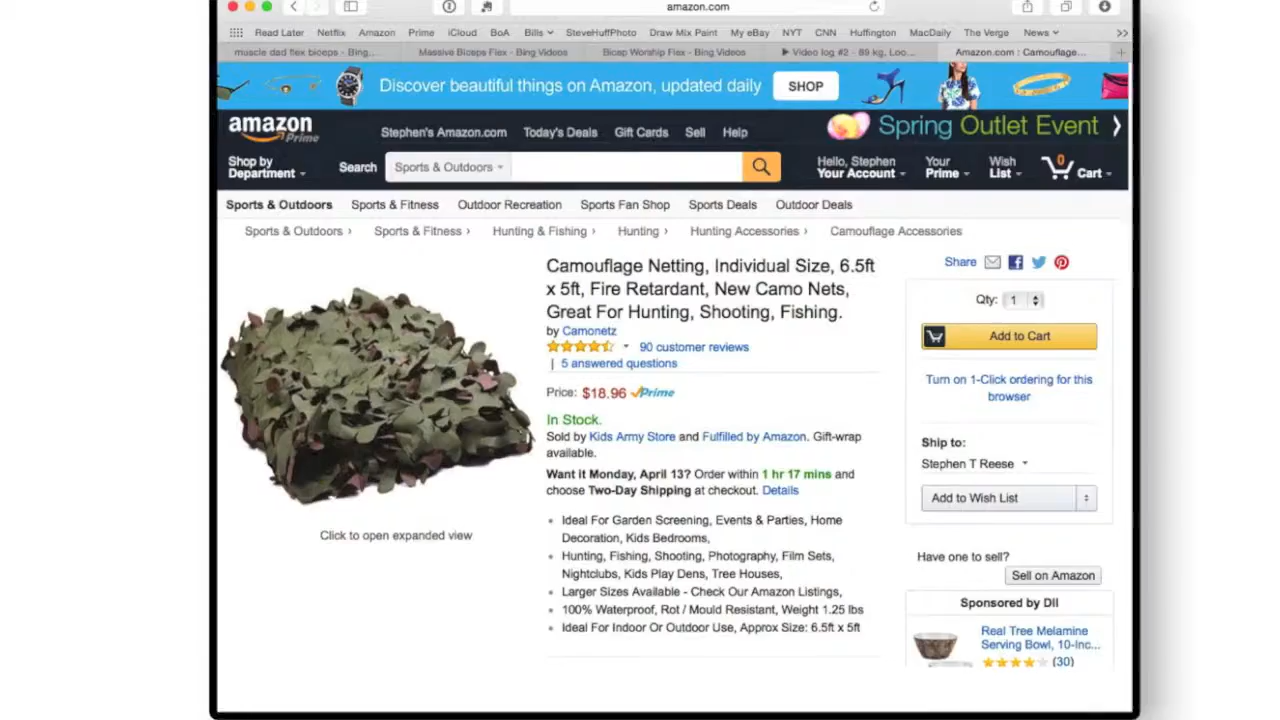 amazon.com
Read Later Netflix Amazon Prime iCloud BoA Bills SteveHuffPhoto Draw Mix Paint My eBay NYT CNN Huffington MacDaily The Verge News
muscle dad flex biceps - Bing... Massive Biceps Flex - Bing Videos Bicep Worship Flex - Bing Videos Video log #2 - 89 kg, Loo... Amazon.com : Camouflage...
Discover beautiful things on Amazon, updated daily SHOP
amazon Prime
Stephen's Amazon.com Today's Deals Gift Cards Sell Help
Spring Outlet Event
Shop by
Department
Search Sports & Outdoors
Hello, Stephen
Your Account
Your
Prime
Wish
List
0
Cart
Sports & Outdoors Sports & Fitness Outdoor Recreation Sports Fan Shop Sports Deals Outdoor Deals
Sports & Outdoors › Sports & Fitness › Hunting & Fishing › Hunting › Hunting Accessories › Camouflage Accessories
Click to open expanded view
Camouflage Netting, Individual Size, 6.5ft
x 5ft, Fire Retardant, New Camo Nets,
Great For Hunting, Shooting, Fishing.
by Camonetz
90 customer reviews
| 5 answered questions
Price: $18.96 Prime
In Stock.
Sold by Kids Army Store and Fulfilled by Amazon. Gift-wrap
available.
Want it Monday, April 13? Order within 1 hr 17 mins and
choose Two-Day Shipping at checkout. Details
Ideal For Garden Screening, Events & Parties, Home
Decoration, Kids Bedrooms,
Hunting, Fishing, Shooting, Photography, Film Sets,
Nightclubs, Kids Play Dens, Tree Houses,
Larger Sizes Available - Check Our Amazon Listings,
100% Waterproof, Rot / Mould Resistant, Weight 1.25 lbs
Ideal For Indoor Or Outdoor Use, Approx Size: 6.5ft x 5ft
Share
Qty: 1
Add to Cart
Turn on 1-Click ordering for this
browser
Ship to:
Stephen T Reese
Add to Wish List
Have one to sell?
Sell on Amazon
Sponsored by DII
Real Tree Melamine
Serving Bowl, 10-Inc...
(30)